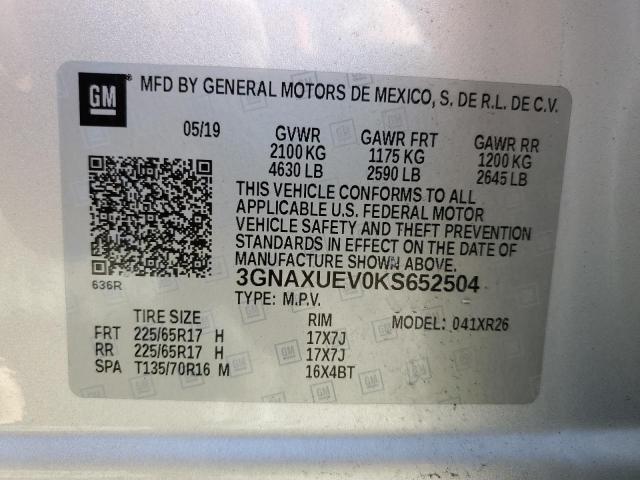 GM
®
MFD BY GENERAL MOTORS DE MEXICO, S. DE R.L. DE C.V.
05/19 GVWR GAWR FRT GAWR RR
2100 KG 1175 KG 1200 KG
4630 LB 2590 LB 2645 LB
THIS VEHICLE CONFORMS TO ALL
APPLICABLE U.S. FEDERAL MOTOR
VEHICLE SAFETY AND THEFT PREVENTION
STANDARDS IN EFFECT ON THE DATE OF
MANUFACTURE SHOWN ABOVE.
636R
3GNAXUEV0KS652504
TYPE: M.P.V.
TIRE SIZE RIM MODEL: 041XR26
FRT 225/65R17 H 17X7J
RR 225/65R17 H 17X7J
SPA T135/70R16 M 16X4BT